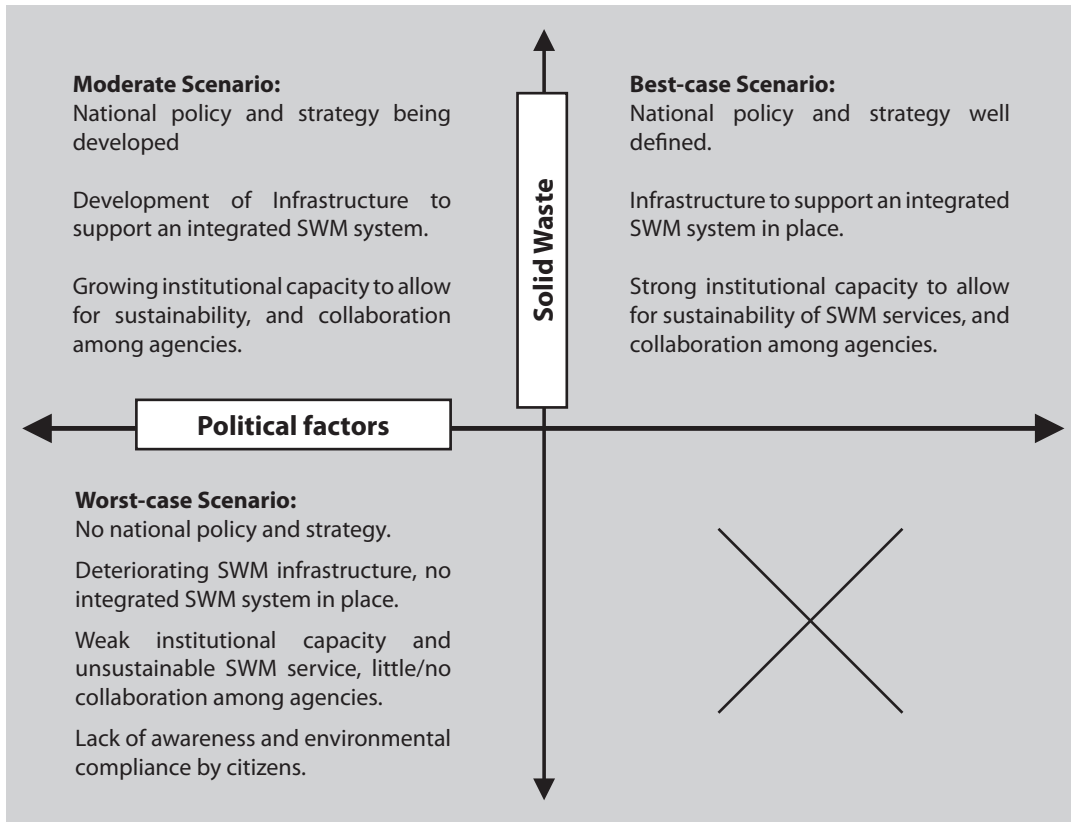 Moderate Scenario:
National policy and strategy being
developed
Development of Infrastructure to
support an integrated SWM system.
Growing institutional capacity to allow
for sustainability, and collaboration
among agencies.
Best-case Scenario:
National policy and strategy well
defined.
Infrastructure to support an integrated
SWM system in place.
Strong institutional capacity to allow
for sustainability of SWM services, and
collaboration among agencies.
Solid Waste
Political factors
Worst-case Scenario:
No national policy and strategy.
Deteriorating SWM infrastructure, no
integrated SWM system in place.
Weak institutional capacity and
unsustainable SWM service, little/no
collaboration among agencies.
Lack of awareness and environmental
compliance by citizens.